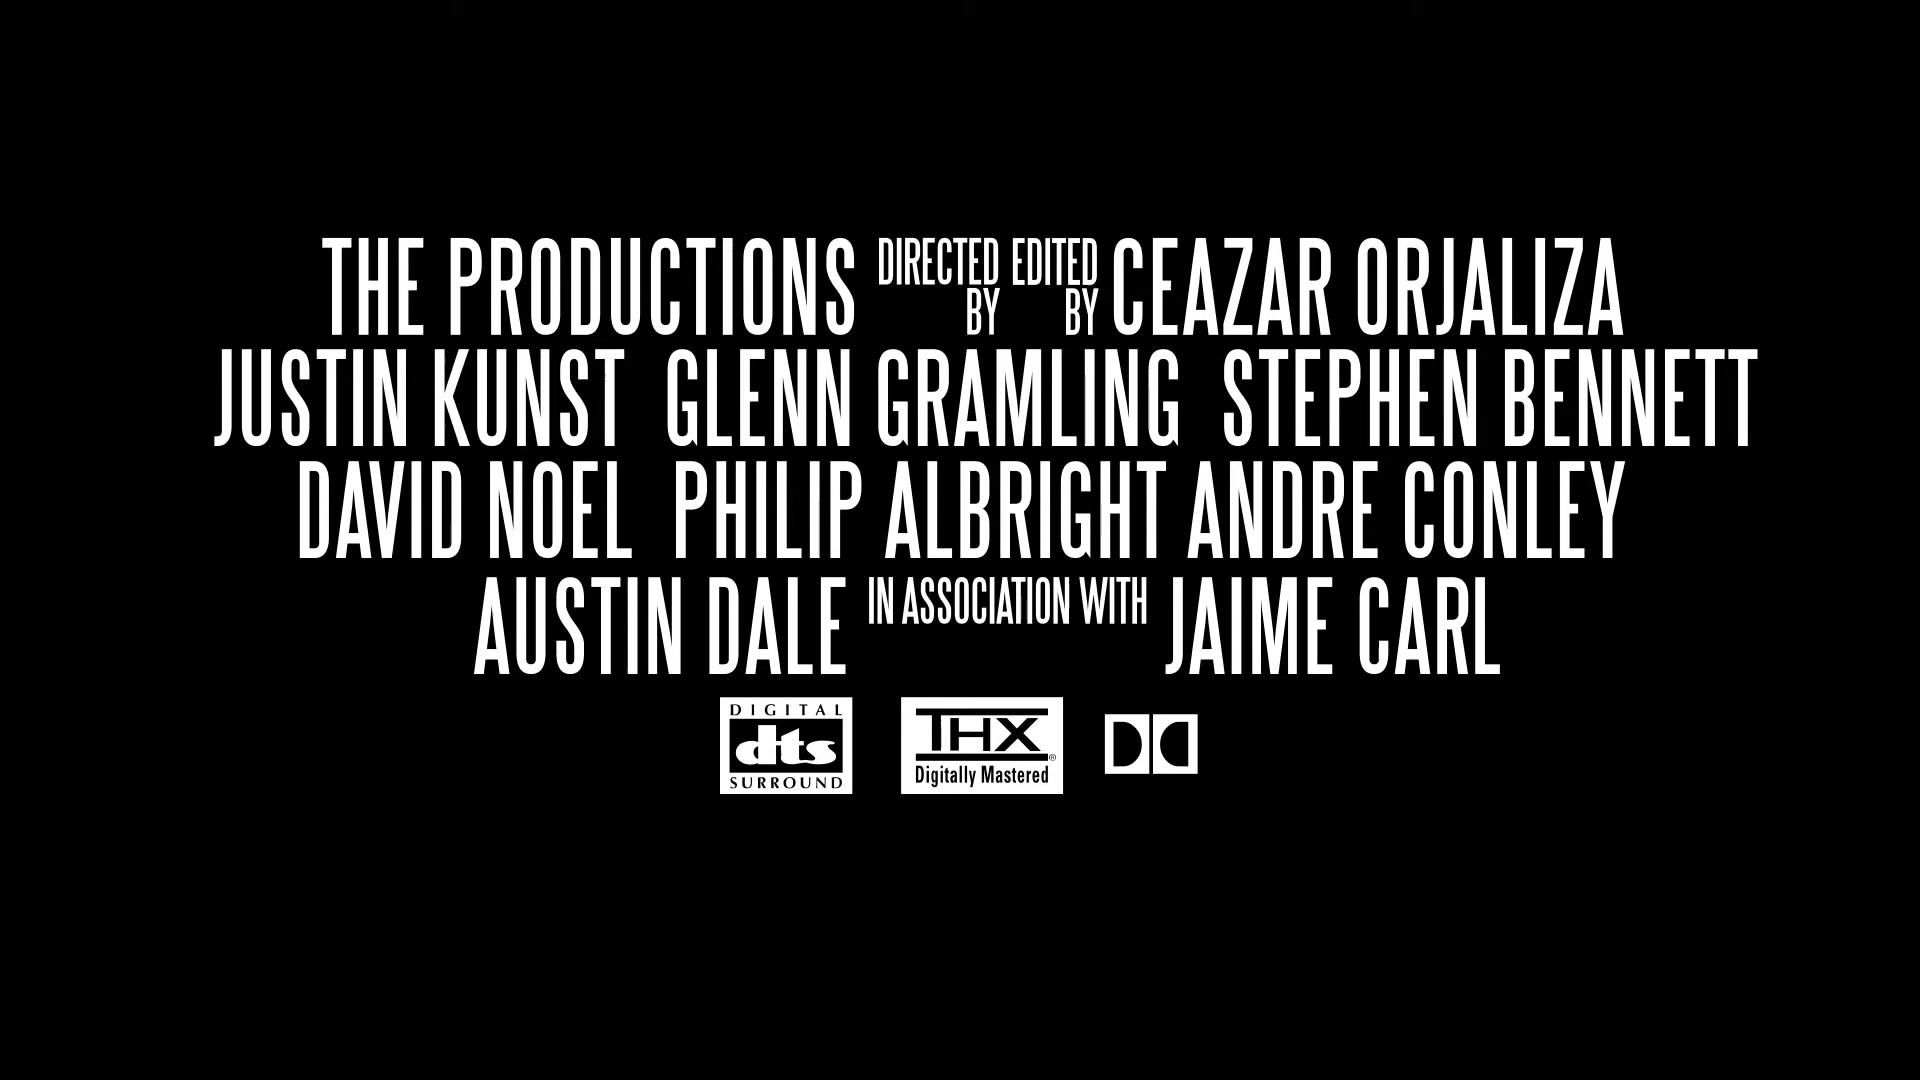 THE PRODUCTIONS DIRECTED BY EDITED BY CEAZAR ORJALIZA
JUSTIN KUNST GLENN GRAMLING STEPHEN BENNETT
DAVID NOEL PHILIP ALBRIGHT ANDRE CONLEY
AUSTIN DALE IN ASSOCIATION WITH JAIME CARL
DIGITAL
dts
SURROUND
THX
Digitally Mastered®